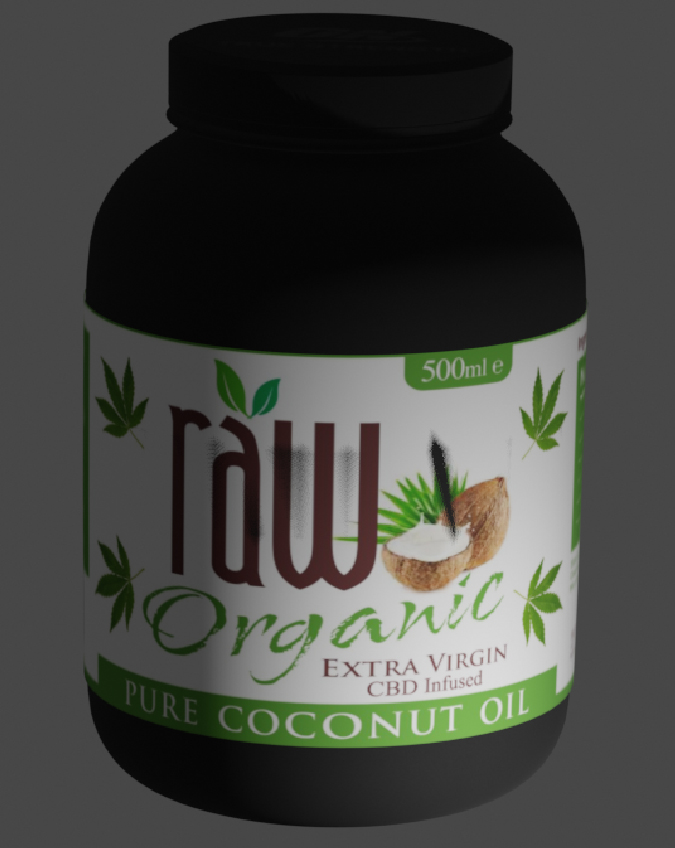 500ml e
raw
Organic
EXTRA VIRGIN
CBD Infused
PURE COCONUT OIL